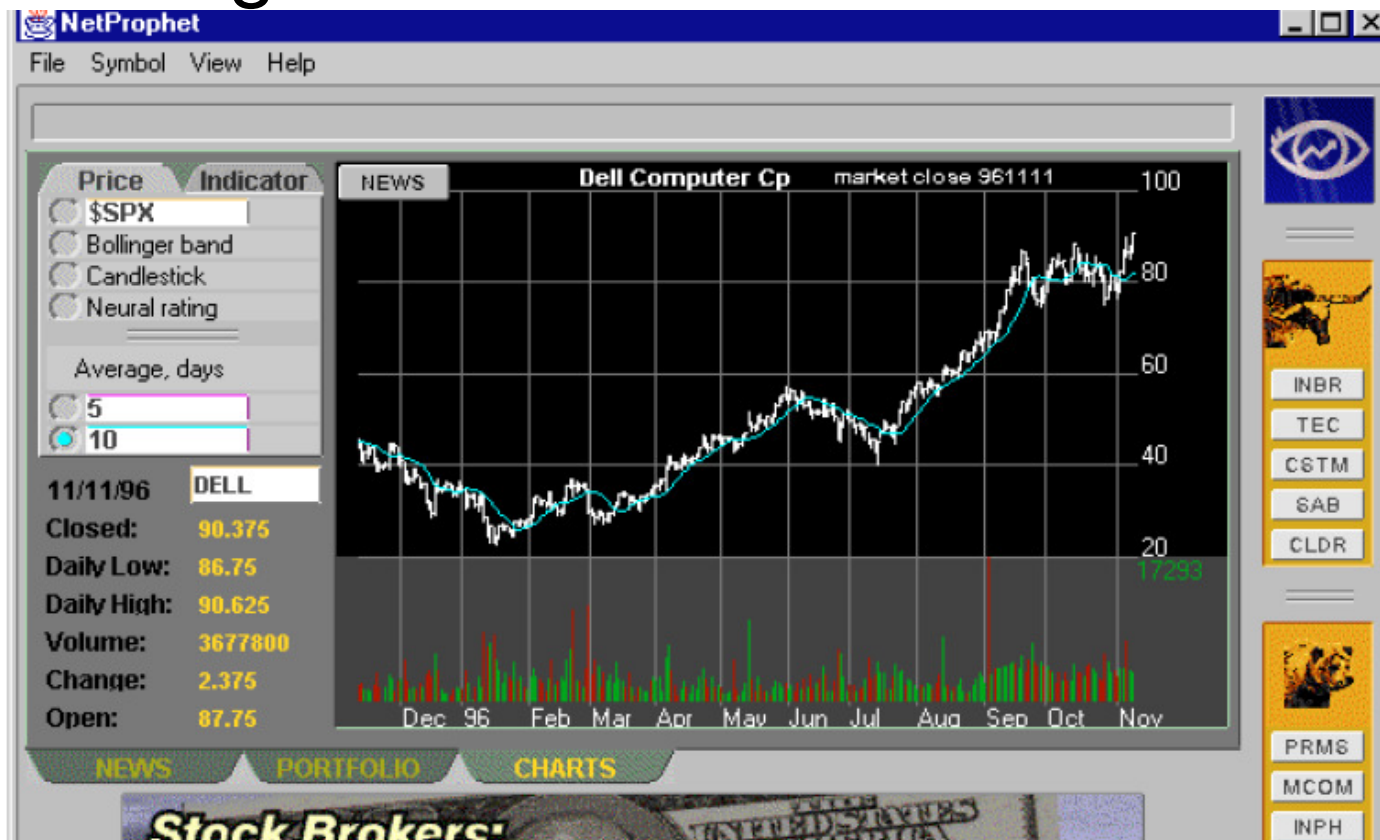 NetProphet
File Symbol View Help
Price Indicator
$SPX
Bollinger band
Candlestick
Neural rating
Average, days
5
10
11/11/96 DELL
Closed: 90.375
Daily Low: 86.75
Daily High: 90.625
Volume: 3677800
Change: 2.375
Open: 87.75
NEWS Dell Computer Cp market close 961111
100
80
60
40
20
17293
Dec 96 Feb Mar Apr May Jun Jul Aug Sep Oct Nov
NEWS PORTFOLIO CHARTS
Stock Brokers:
INBR
TEC
CSTM
SAB
CLDR
PRMS
MCOM
INPH